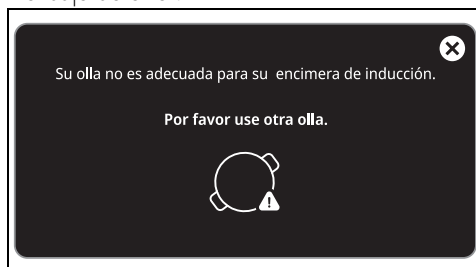 Su olla no es adecuada para su encimera de inducción.
Por favor use otra olla.